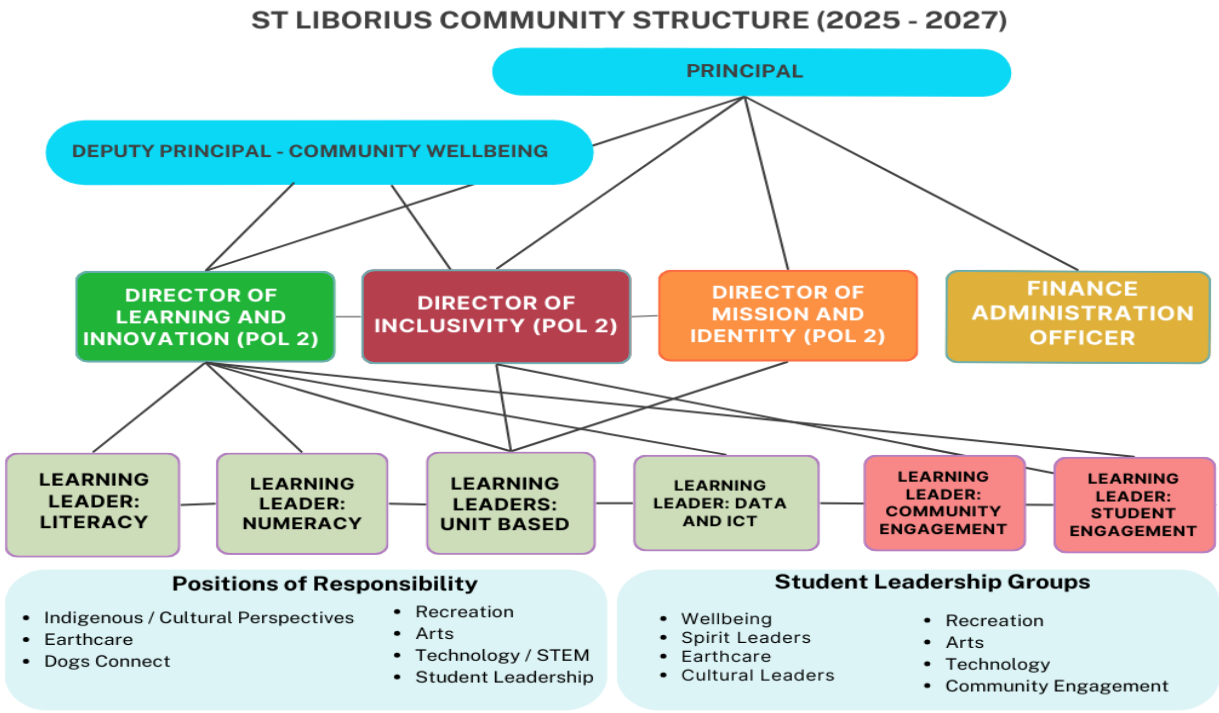 ST LIBORIUS COMMUNITY STRUCTURE (2025 - 2027)
PRINCIPAL
DEPUTY PRINCIPAL - COMMUNITY WELLBEING
DIRECTOR OF
LEARNING AND
INNOVATION (POL 2)
DIRECTOR OF
INCLUSIVITY (POL 2)
DIRECTOR OF
MISSION AND
IDENTITY (POL 2)
FINANCE
ADMINISTRATION
OFFICER
LEARNING
LEADER:
LITERACY
LEARNING
LEADER:
NUMERACY
LEARNING
LEADERS:
UNIT BASED
LEARNING
LEADER: DATA
AND ICT
LEARNING
LEADER:
COMMUNITY
ENGAGEMENT
LEARNING
LEADER:
STUDENT
ENGAGEMENT
Positions of Responsibility
• Indigenous / Cultural Perspectives
• Earthcare
• Dogs Connect
• Recreation
• Arts
• Technology / STEM
• Student Leadership
Student Leadership Groups
• Wellbeing
• Spirit Leaders
• Earthcare
• Cultural Leaders
• Recreation
• Arts
• Technology
• Community Engagement